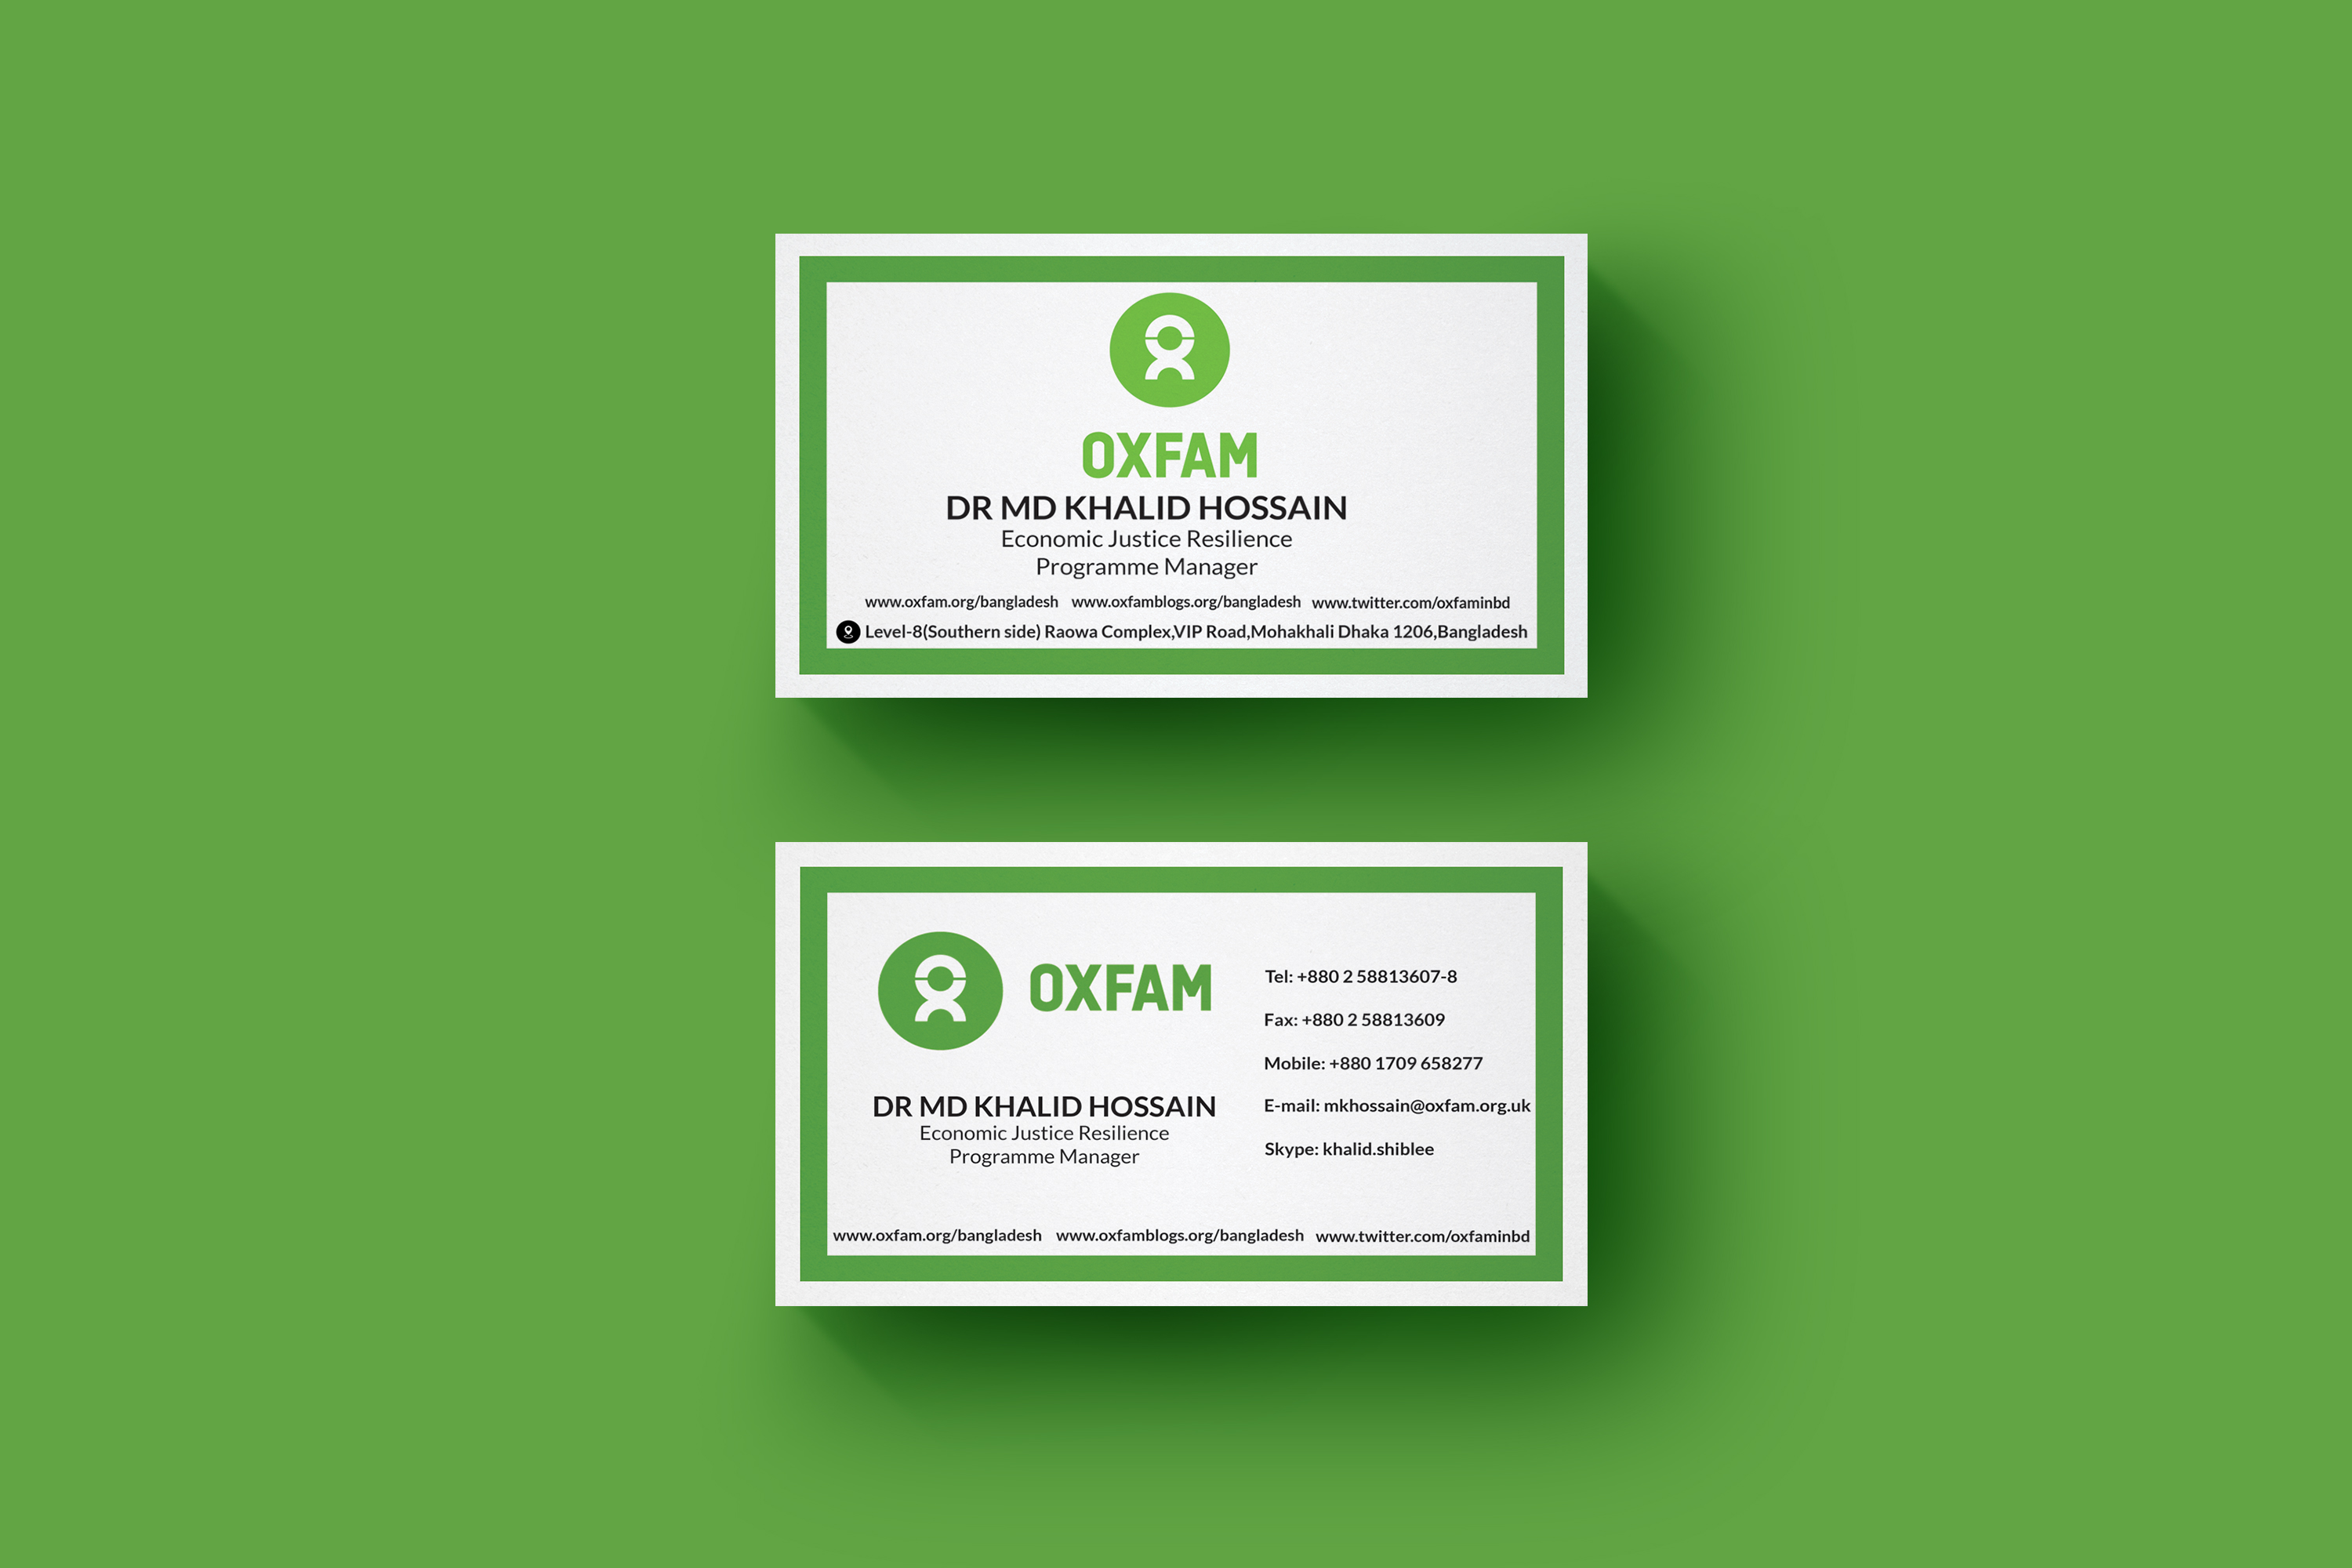 OXFAM
DR MD KHALID HOSSAIN
Economic Justice Resilience
Programme Manager
www.oxfam.org/bangladesh www.oxfamblogs.org/bangladesh www.twitter.com/oxfaminbd
Level-8(Southern side) Raowa Complex,VIP Road,Mohakhali Dhaka 1206,Bangladesh
OXFAM
DR MD KHALID HOSSAIN
Economic Justice Resilience
Programme Manager
Tel: +880 2 58813607-8
Fax: +880 2 58813609
Mobile: +880 1709 658277
E-mail: mkhossain@oxfam.org.uk
Skype: khalid.shiblee
www.oxfam.org/bangladesh www.oxfamblogs.org/bangladesh www.twitter.com/oxfaminbd